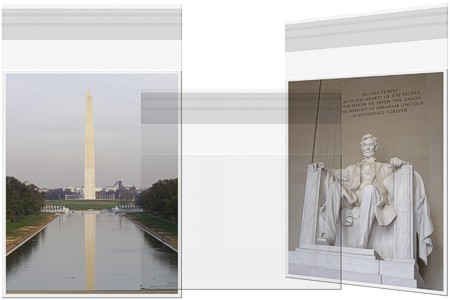 IN THIS TEMPLE
AS IN THE HEARTS OF THE PEOPLE
FOR WHOM HE SAVED THE UNION
THE MEMORY OF ABRAHAM LINCOLN
IS ENSHRINED FOREVER